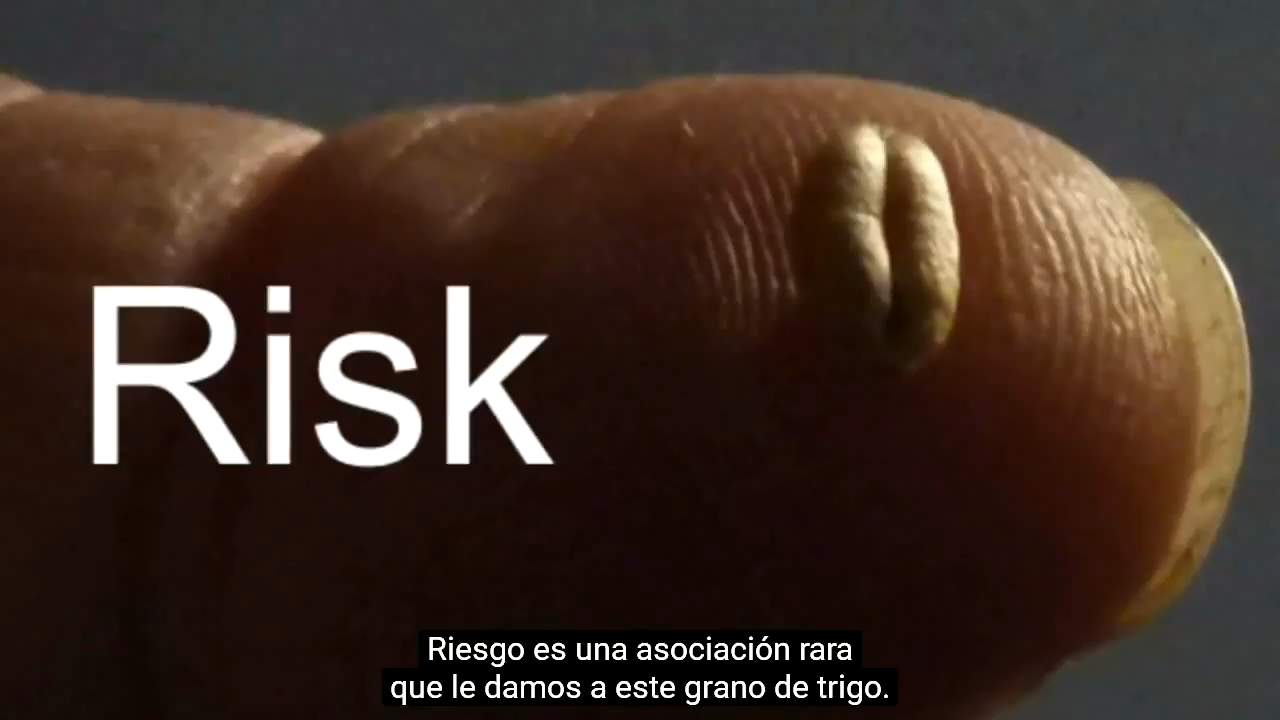 Risk
Riesgo es una asociación rara
que le damos a este grano de trigo.